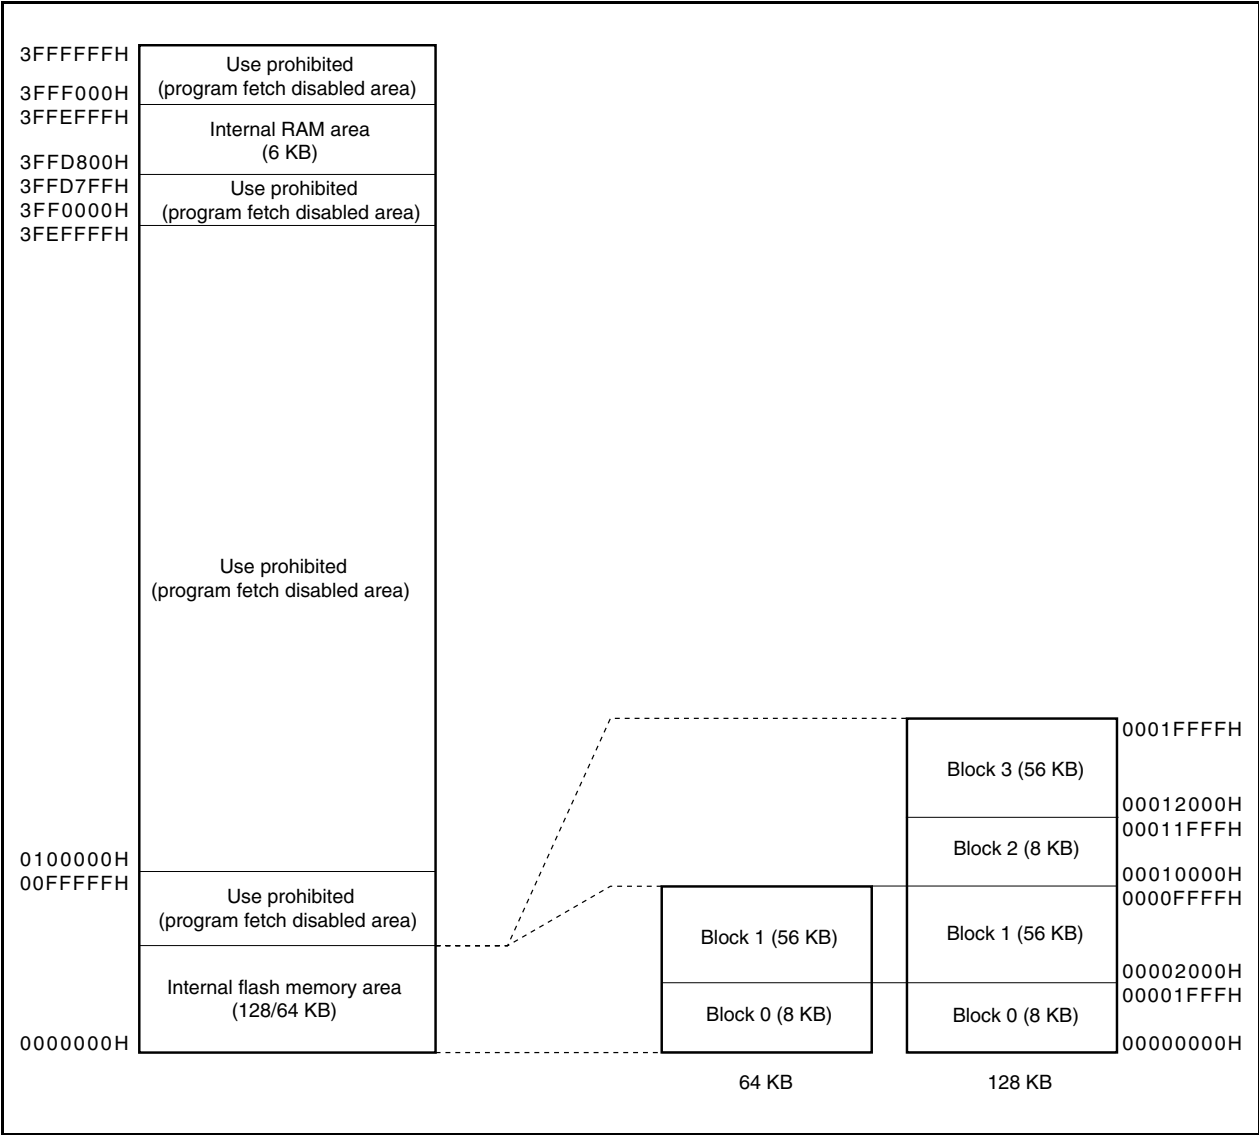 3FFFFFFH
Use prohibited
(program fetch disabled area)
3FFF000H
3FFEFFFH
Internal RAM area
(6 KB)
3FFD800H
3FFD7FFH
Use prohibited
(program fetch disabled area)
3FF0000H
3FEFFFFH
Use prohibited
(program fetch disabled area)
0100000H
00FFFFFH
Use prohibited
(program fetch disabled area)
Internal flash memory area
(128/64 KB)
0000000H
Block 1 (56 KB)
Block 0 (8 KB)
64 KB
0001FFFFH
Block 3 (56 KB)
00012000H
00011FFFH
Block 2 (8 KB)
00010000H
0000FFFFH
Block 1 (56 KB)
00002000H
00001FFFH
Block 0 (8 KB)
00000000H
128 KB